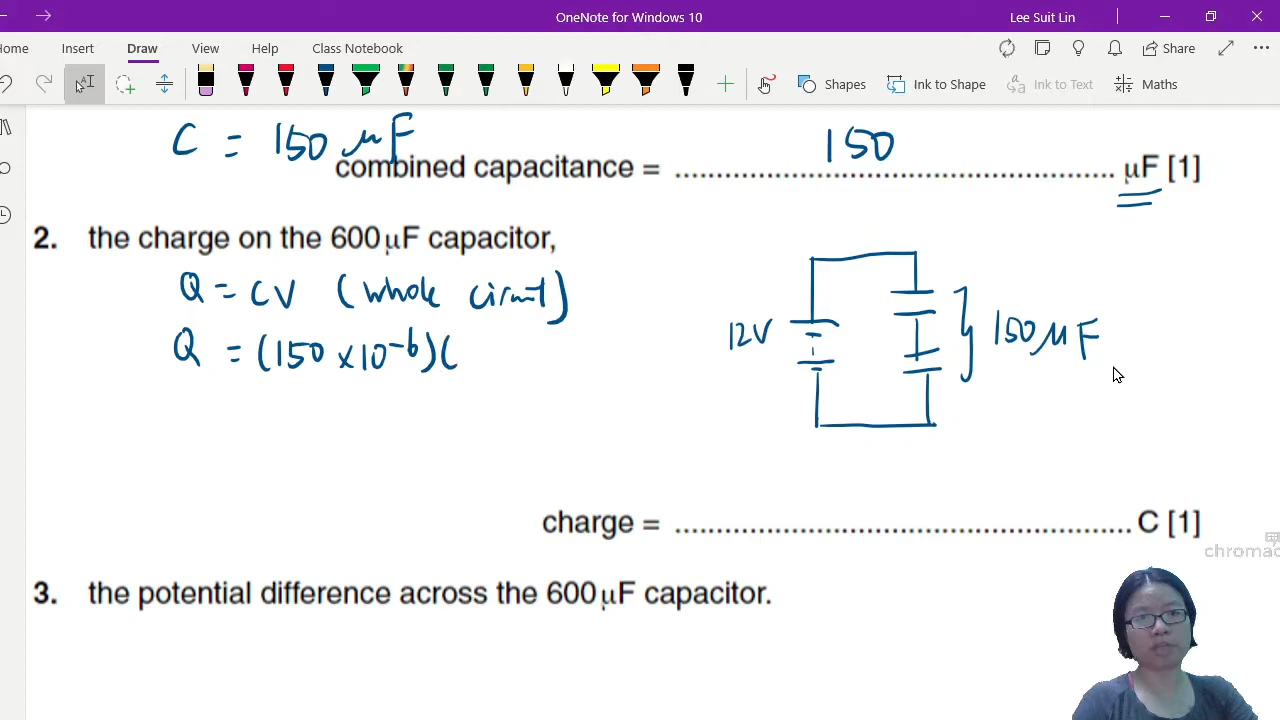 OneNote for Windows 10
Lee Suit Lin
Home Insert Draw View Help Class Notebook
Share
Shapes Ink to Shape Ink to Text Maths
C = 150 μF
150
combined capacitance = ........................................................ μF [1]
2. the charge on the 600 μF capacitor,
Q = CV (whole circuit)
Q = (150 × 10⁻⁶)(
12V
150 μF
charge = ........................................................ C [1]
chromac
3. the potential difference across the 600 μF capacitor.